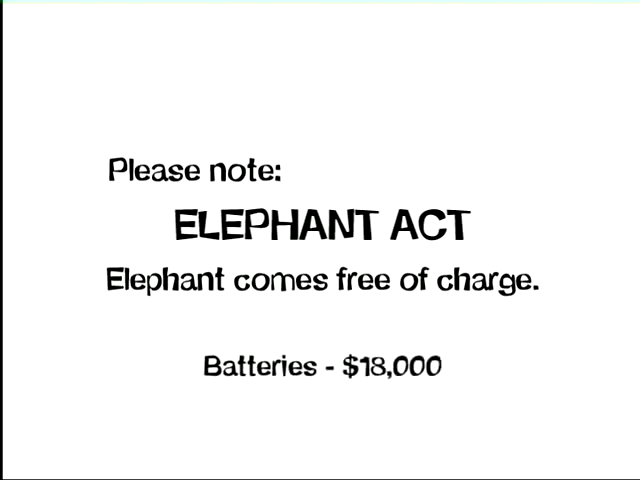 Please note:
ELEPHANT ACT
Elephant comes free of charge.
Batteries - $18,000